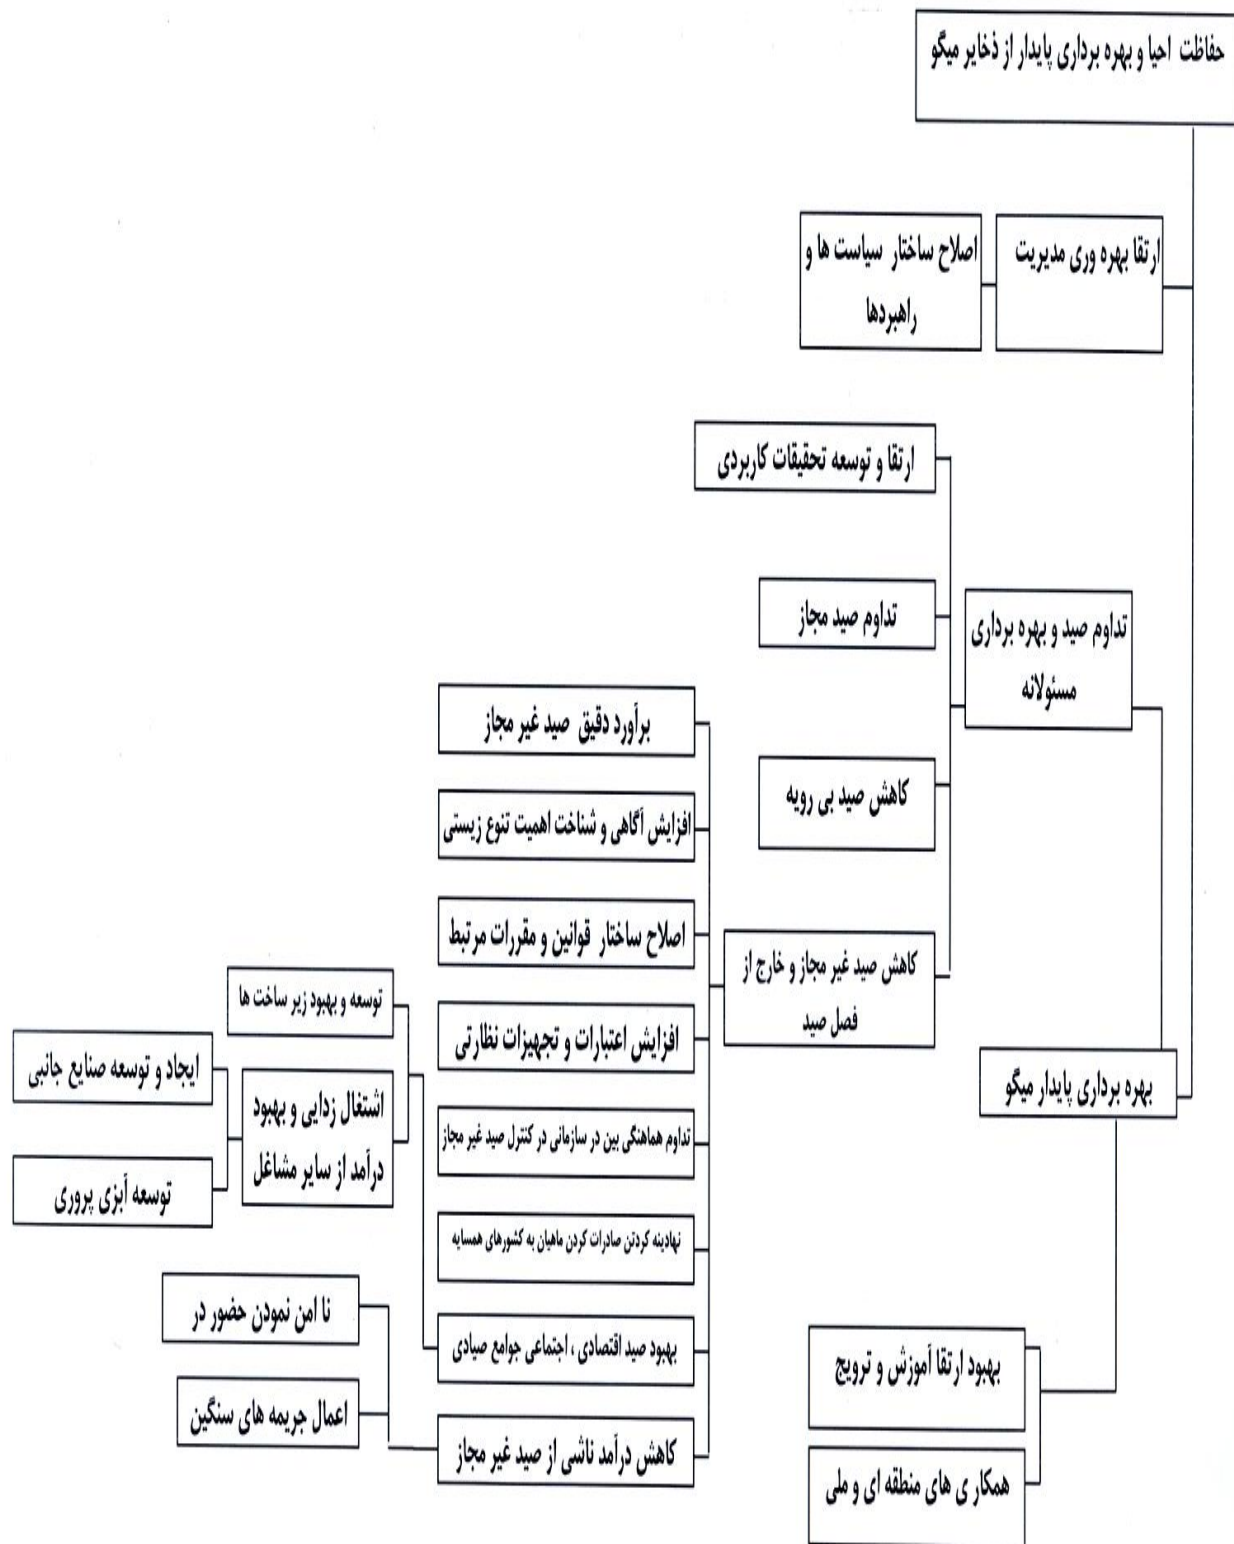 حفاظت احیا و بهره برداری پایدار از ذخایر میگو
ارتقا بهره وری مدیریت
اصلاح ساختار سیاست ها و
راهبردها
ارتقا و توسعه تحقیقات کاربردی
تداوم صید مجاز
تداوم صید و بهره برداری
مسئولانه
کاهش صید بی رویه
کاهش صید غیر مجاز و خارج از
فصل صید
برآورد دقیق صید غیر مجاز
افزایش آگاهی و شناخت اهمیت تنوع زیستی
اصلاح ساختار قوانین و مقررات مرتبط
افزایش اعتبارات و تجهیزات نظارتی
تداوم هماهنگی بین در سازمانی در کنترل صید غیر مجاز
نهادینه کردتن صادرات کردن ماهیان به کشورهای همسایه
بهبود صید اقتصادی ، اجتماعی جوامع صیادی
کاهش درآمد ناشی از صید غیر مجاز
توسعه و بهبود زیر ساخت ها
اشتغال زدایی و بهبود
درآمد از سایر مشاغل
ایجاد و توسعه صنایع جانبی
توسعه آبزی پروری
نا امن نمودن حضور در
اعمال جریمه های سنگین
بهره برداری پایدار میگو
بهبود ارتقا آموزش و ترویج
همکار ی های منطقه ای و ملی